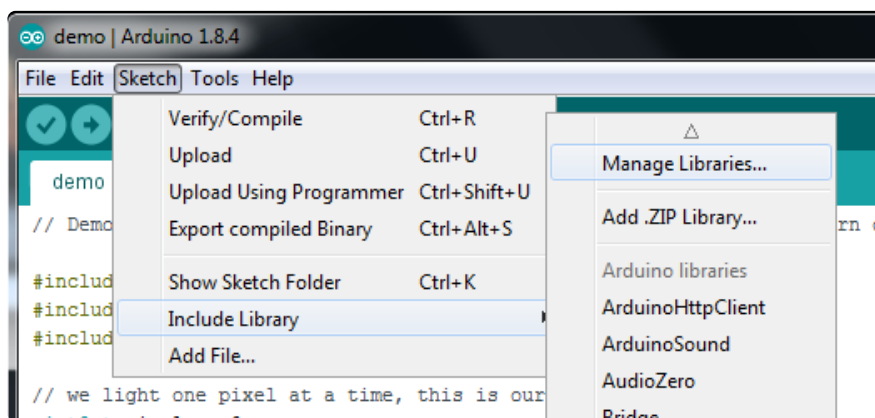 demo | Arduino 1.8.4
File Edit Sketch Tools Help
Verify/Compile Ctrl+R
Upload Ctrl+U
Upload Using Programmer Ctrl+Shift+U
Export compiled Binary Ctrl+Alt+S
Show Sketch Folder Ctrl+K
Include Library
Add File...
Manage Libraries...
Add .ZIP Library...
Arduino libraries
ArduinoHttpClient
ArduinoSound
AudioZero
Bridge
demo
// Demo
#includ
#includ
#includ
// we light one pixel at a time, this is our